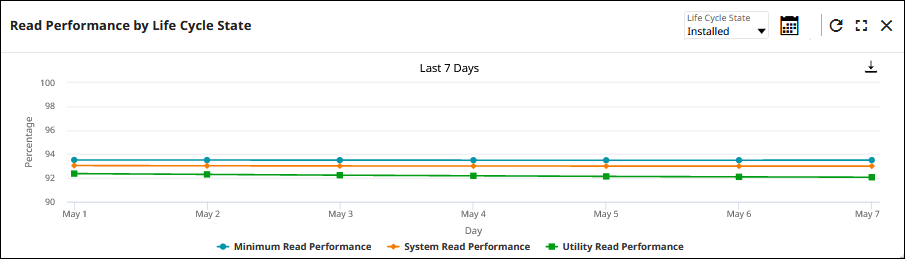 Read Performance by Life Cycle State
Life Cycle State
Installed
Last 7 Days
100
98
96
94
92
90
Percentage
May 1 May 2 May 3 May 4 May 5 May 6 May 7
Day
Minimum Read Performance System Read Performance Utility Read Performance